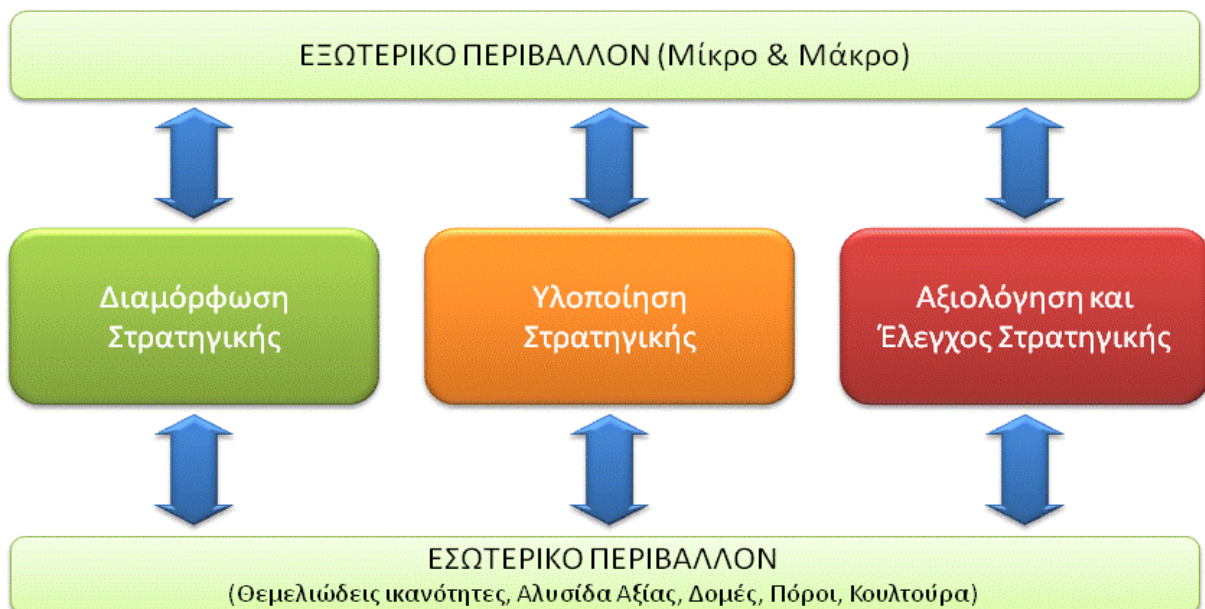 ΕΞΩΤΕΡΙΚΟ ΠΕΡΙΒΑΛΛΟΝ (Μίκρο & Μάκρο)
Διαμόρφωση
Στρατηγικής
Υλοποίηση
Στρατηγικής
Αξιολόγηση και
Έλεγχος Στρατηγικής
ΕΣΩΤΕΡΙΚΟ ΠΕΡΙΒΑΛΛΟΝ
(Θεμελιώδεις ικανότητες, Αλυσίδα Αξίας, Δομές, Πόροι, Κουλτούρα)